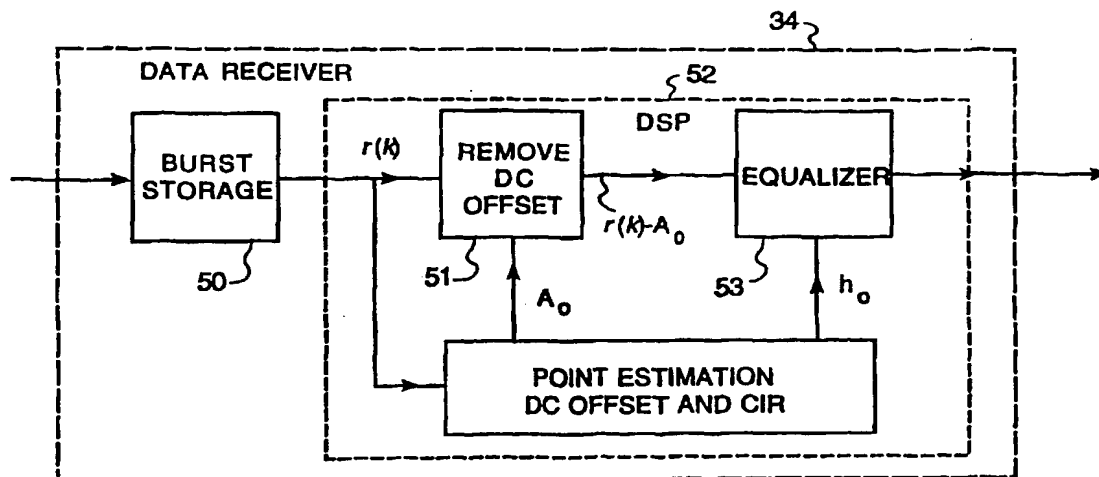 34
DATA RECEIVER
52
DSP
BURST
STORAGE
r(k)
REMOVE
DC
OFFSET
EQUALIZER
r(k)-A₀
50
51
53
A₀
h₀
POINT ESTIMATION
DC OFFSET AND CIR